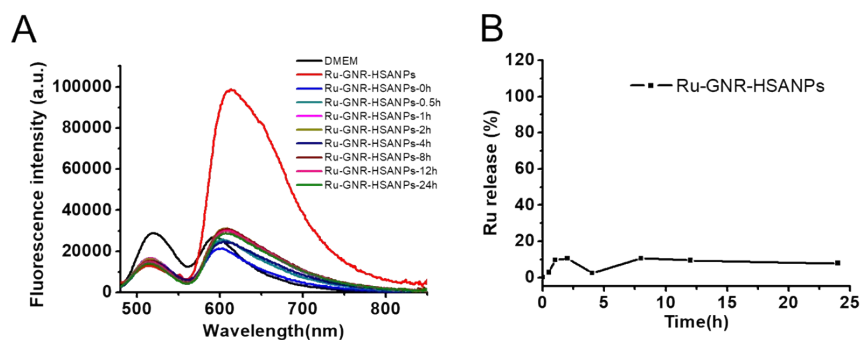 A
Fluorescence intensity (a.u.)
100000
80000
60000
40000
20000
0
500
600
700
800
Wavelength(nm)
DMEM
Ru-GNR-HSANPs
Ru-GNR-HSANPs-0h
Ru-GNR-HSANPs-0.5h
Ru-GNR-HSANPs-1h
Ru-GNR-HSANPs-2h
Ru-GNR-HSANPs-4h
Ru-GNR-HSANPs-8h
Ru-GNR-HSANPs-12h
Ru-GNR-HSANPs-24h
B
Ru release (%)
120
100
80
60
40
20
0
0
5
10
15
20
25
Time(h)
Ru-GNR-HSANPs